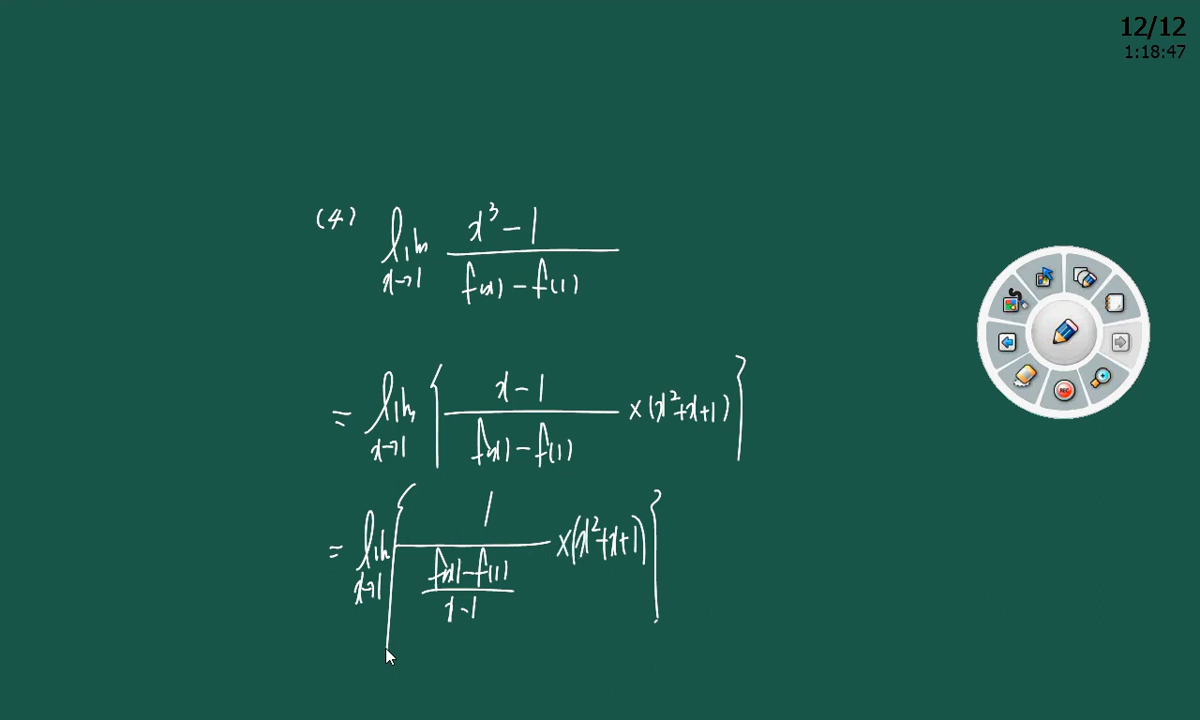 12/12
1:18:47
(4) lim x→1 (x³ − 1) / (f(x) − f(1))
= lim x→1 { (x − 1) / (f(x) − f(1)) × (x² + x + 1) }
= lim x→1 { 1 / ((f(x) − f(1)) / (x − 1)) × (x² + x + 1) }
REC